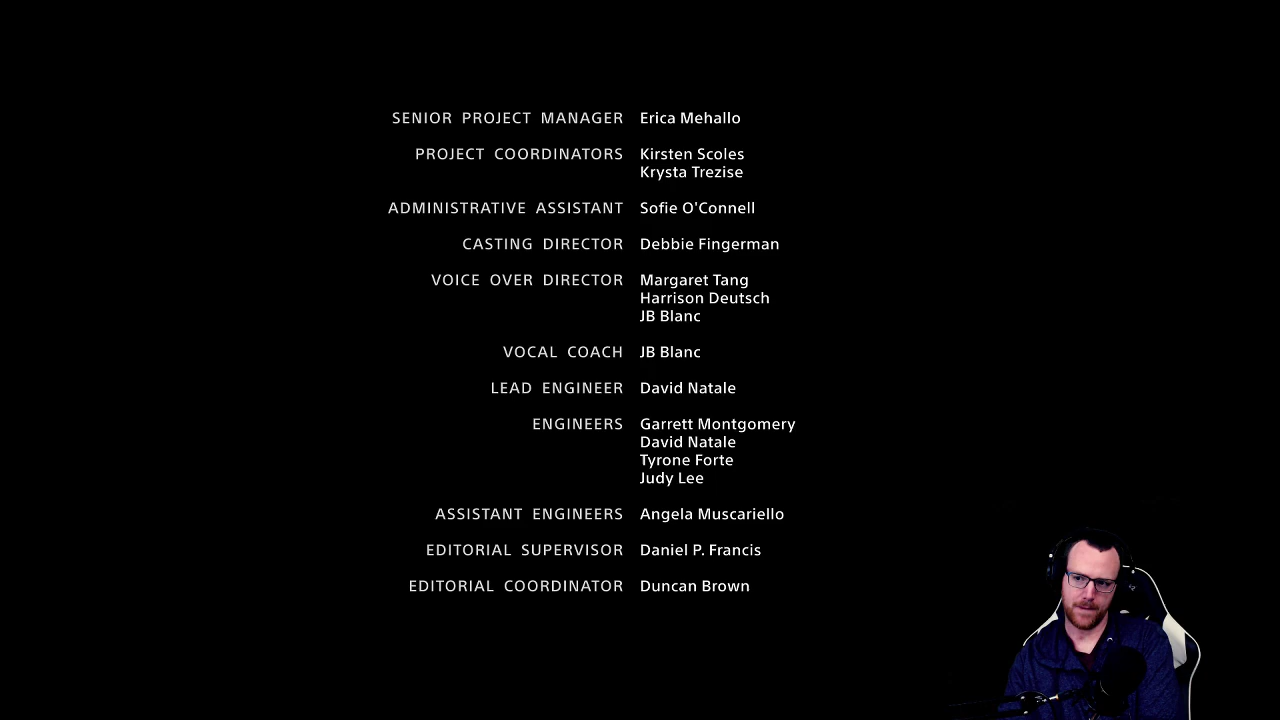 SENIOR PROJECT MANAGER Erica Mehallo
PROJECT COORDINATORS Kirsten Scoles
Krysta Trezise
ADMINISTRATIVE ASSISTANT Sofie O'Connell
CASTING DIRECTOR Debbie Fingerman
VOICE OVER DIRECTOR Margaret Tang
Harrison Deutsch
JB Blanc
VOCAL COACH JB Blanc
LEAD ENGINEER David Natale
ENGINEERS Garrett Montgomery
David Natale
Tyrone Forte
Judy Lee
ASSISTANT ENGINEERS Angela Muscariello
EDITORIAL SUPERVISOR Daniel P. Francis
EDITORIAL COORDINATOR Duncan Brown